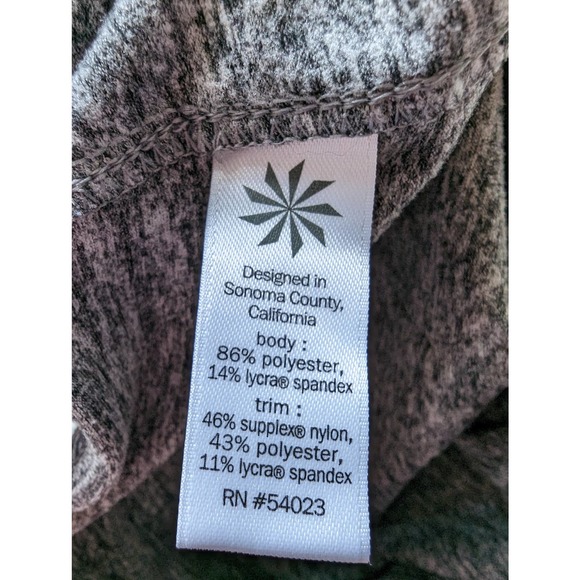 Designed in
Sonoma County,
California
body :
86% polyester,
14% lycra® spandex
trim :
46% supplex® nylon,
43% polyester,
11% lycra® spandex
RN #54023